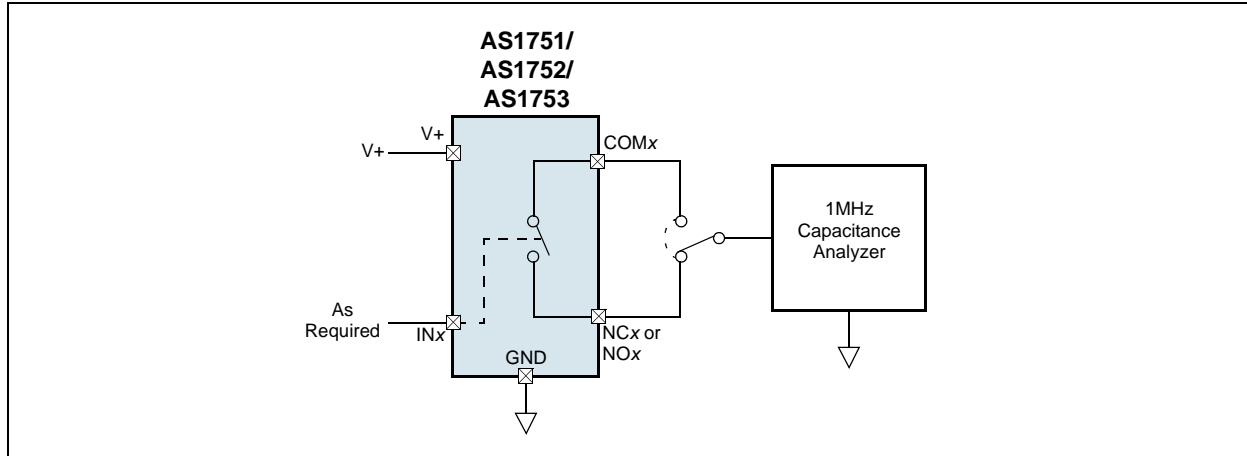 AS1751/
AS1752/
AS1753
V+
V+
COMx
1MHz
Capacitance
Analyzer
As
Required
INx
NCx or
NOx
GND